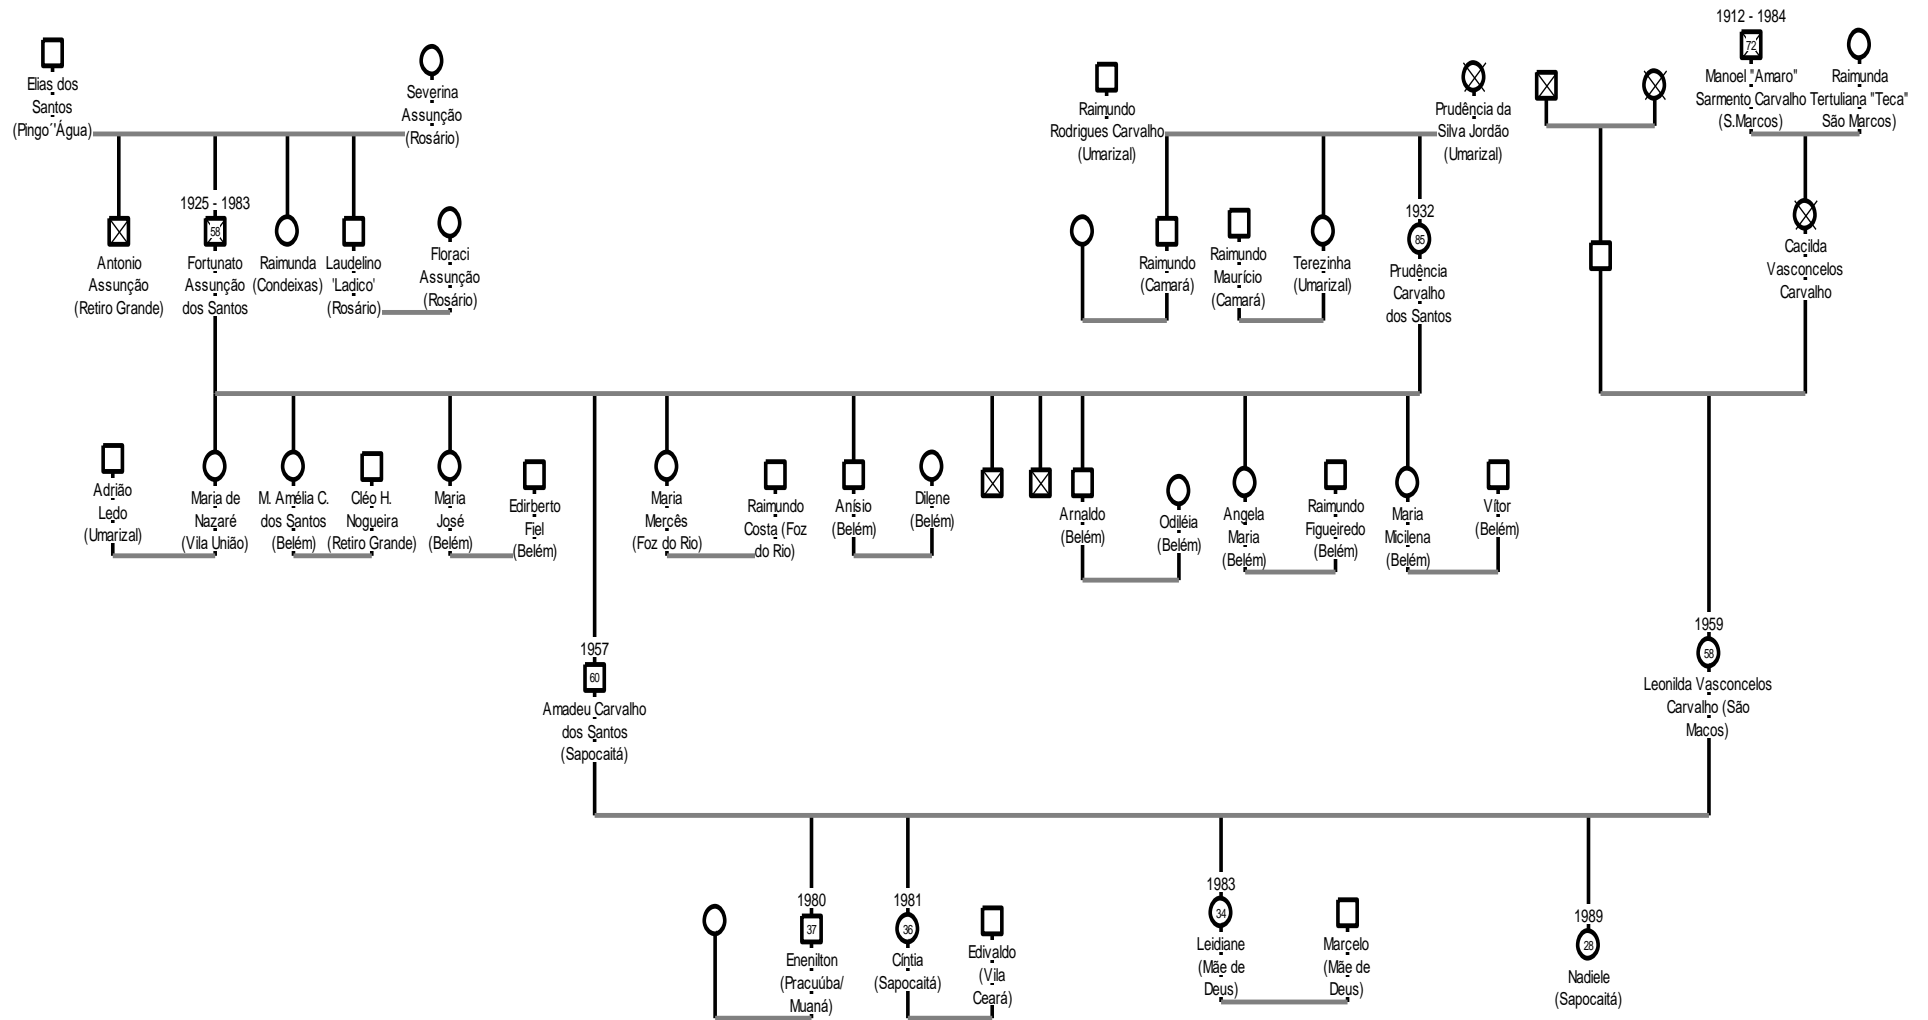 1912 - 1984
72
Elias dos
Santos
(Pingo´'Água)
Severina
Assunção
(Rosário)
Raimundo
Rodrigues Carvalho
(Umarizal)
Prudência da
Silva Jordão
(Umarizal)
Manoel "Amaro"
Sarmento Carvalho
(S.Marcos)
Raimunda
Tertuliana "Teca"
São Marcos)
1925 - 1983
58
Antonio
Assunção
(Retiro Grande)
Fortunato
Assunção
dos Santos
Raimunda
(Condeixas)
Laudelino
'Ladico'
(Rosário)
Floraci
Assunção
(Rosário)
Raimundo
(Camará)
Raimundo
Maurício
(Camará)
Terezinha
(Umarizal)
1932
85
Prudência
Carvalho
dos Santos
Cacilda
Vasconcelos
Carvalho
Adrião
Ledo
(Umarizal)
Maria de
Nazaré
(Vila União)
M. Amélia C.
dos Santos
(Belém)
Cléo H.
Nogueira
(Retiro Grande)
Maria
José
(Belém)
Edirberto
Fiel
(Belém)
Maria
Mercês
(Foz do Rio)
Raimundo
Costa (Foz
do Rio)
Anísio
(Belém)
Dilene
(Belém)
Arnaldo
(Belém)
Odiléia
(Belém)
Angela
Maria
(Belém)
Raimundo
Figueiredo
(Belém)
Maria
Micilena
(Belém)
Vítor
(Belém)
1957
60
Amadeu Carvalho
dos Santos
(Sapocaitá)
1959
58
Leonilda Vasconcelos
Carvalho (São
Macos)
1980
37
Enenilton
(Pracuúba/
Muaná)
1981
36
Cíntia
(Sapocaitá)
Edivaldo
(Vila
Ceará)
1983
34
Leidiane
(Mãe de
Deus)
Marcelo
(Mãe de
Deus)
1989
28
Nadiele
(Sapocaitá)